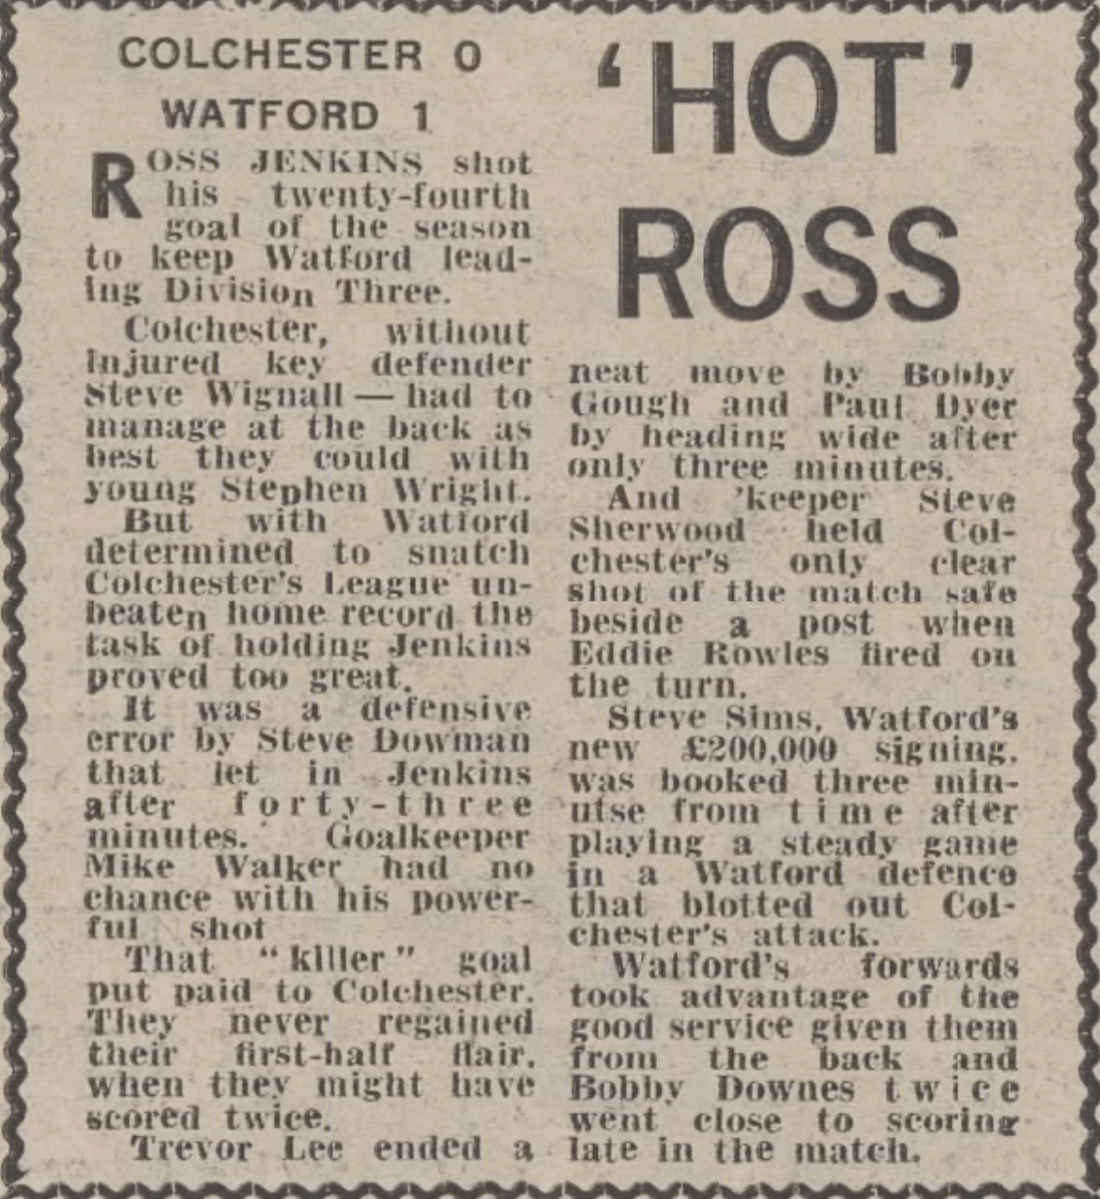 COLCHESTER 0
WATFORD 1
'HOT'
ROSS
ROSS JENKINS shot
his twenty-fourth
goal of the season
to keep Watford lead-
ing Division Three.
Colchester, without
injured key defender
Steve Wignall — had to
manage at the back as
best they could with
young Stephen Wright.
But with Watford
determined to snatch
Colchester's League un-
beaten home record the
task of holding Jenkins
proved too great.
It was a defensive
error by Steve Dowman
that let in Jenkins
after forty-three
minutes. Goalkeeper
Mike Walker had no
chance with his power-
ful shot
That "killer" goal
put paid to Colchester.
They never regained
their first-half flair,
when they might have
scored twice.
Trevor Lee ended a
neat move by Bobby
Gough and Paul Dyer
by heading wide after
only three minutes.
And 'keeper Steve
Sherwood held Col-
chester's only clear
shot of the match safe
beside a post when
Eddie Rowles fired on
the turn.
Steve Sims, Watford's
new £200,000 signing,
was booked three min-
utse from time after
playing a steady game
in a Watford defence
that blotted out Col-
chester's attack.
Watford's forwards
took advantage of the
good service given them
from the back and
Bobby Downes twice
went close to scoring
late in the match.